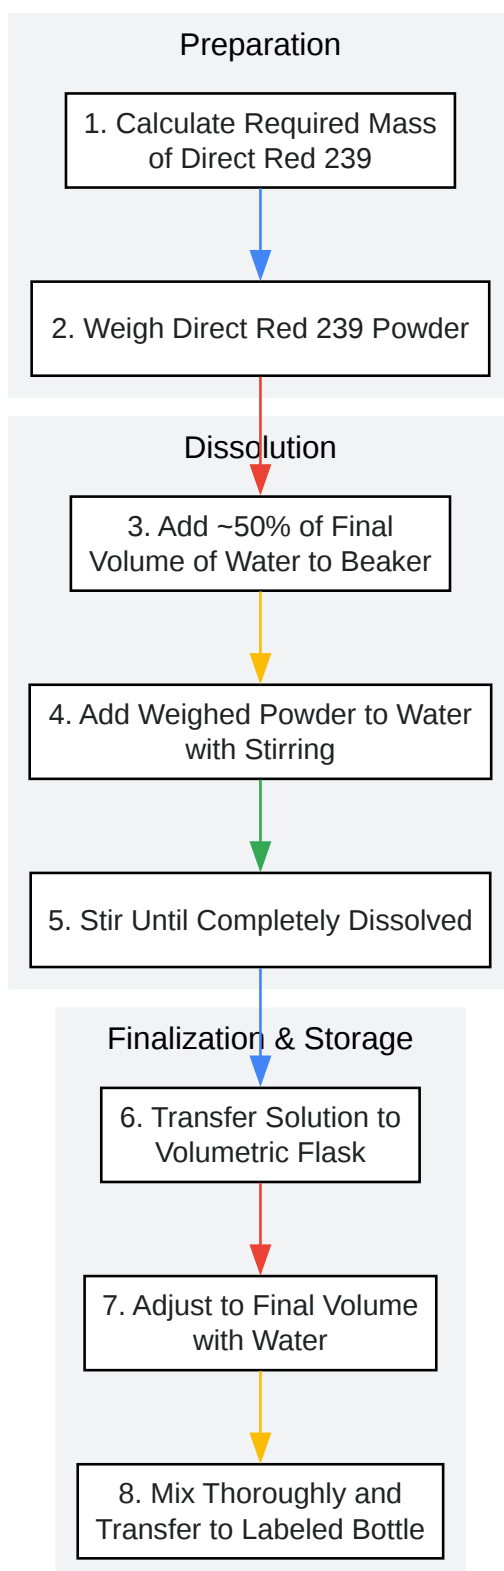 Preparation
1. Calculate Required Mass
of Direct Red 239
2. Weigh Direct Red 239 Powder
Dissolution
3. Add ~50% of Final
Volume of Water to Beaker
4. Add Weighed Powder to Water
with Stirring
5. Stir Until Completely Dissolved
Finalization & Storage
6. Transfer Solution to
Volumetric Flask
7. Adjust to Final Volume
with Water
8. Mix Thoroughly and
Transfer to Labeled Bottle